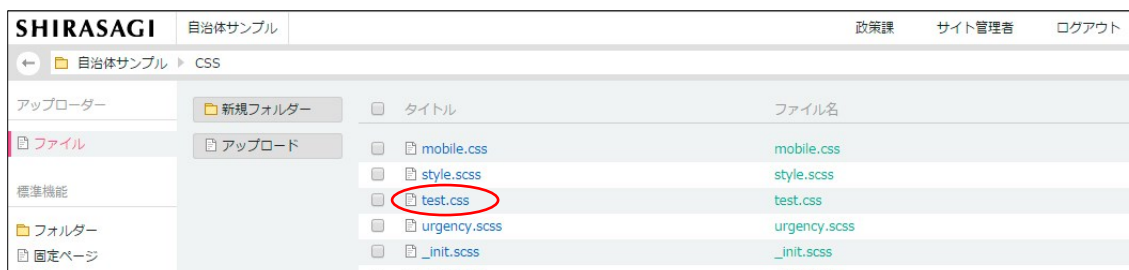 SHIRASAGI 自治体サンプル 政策課 サイト管理者 ログアウト
自治体サンプル CSS
アップローダー
ファイル
標準機能
フォルダー
固定ページ
新規フォルダー
アップロード
タイトル ファイル名
mobile.css mobile.css
style.scss style.scss
test.css test.css
urgency.scss urgency.scss
_init.scss _init.scss